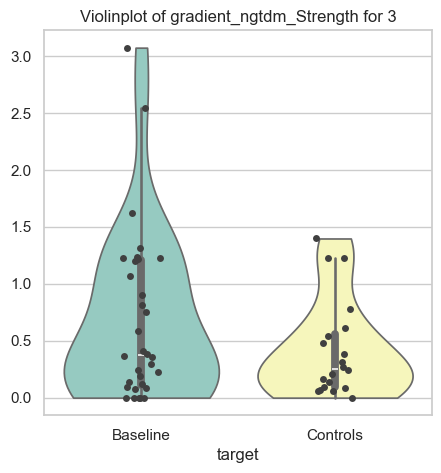 Violinplot of gradient_ngtdm_Strength for 3
3.0
2.5
2.0
1.5
1.0
0.5
0.0
Baseline Controls
target